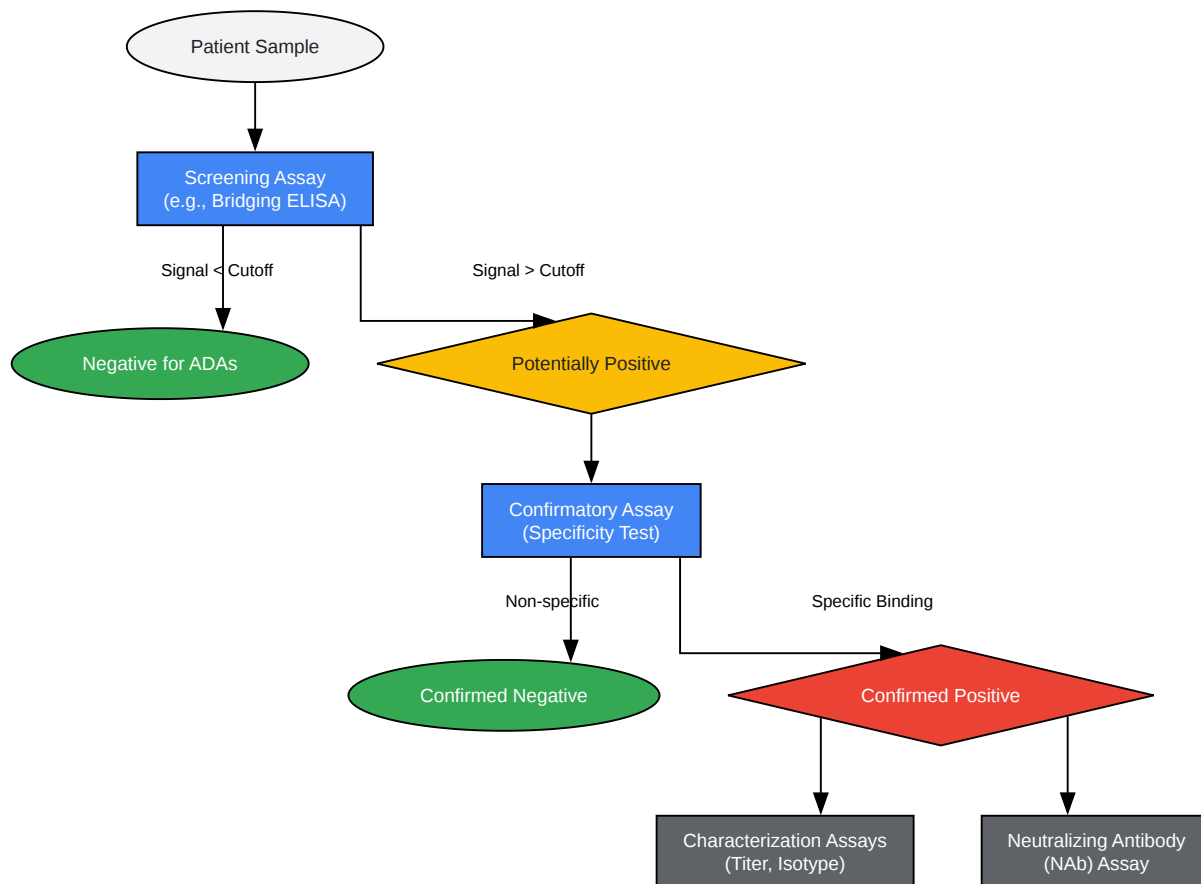 Patient Sample
Screening Assay
(e.g., Bridging ELISA)
Signal < Cutoff
Signal > Cutoff
Negative for ADAs
Potentially Positive
Confirmatory Assay
(Specificity Test)
Non-specific
Specific Binding
Confirmed Negative
Confirmed Positive
Characterization Assays
(Titer, Isotype)
Neutralizing Antibody
(NAb) Assay